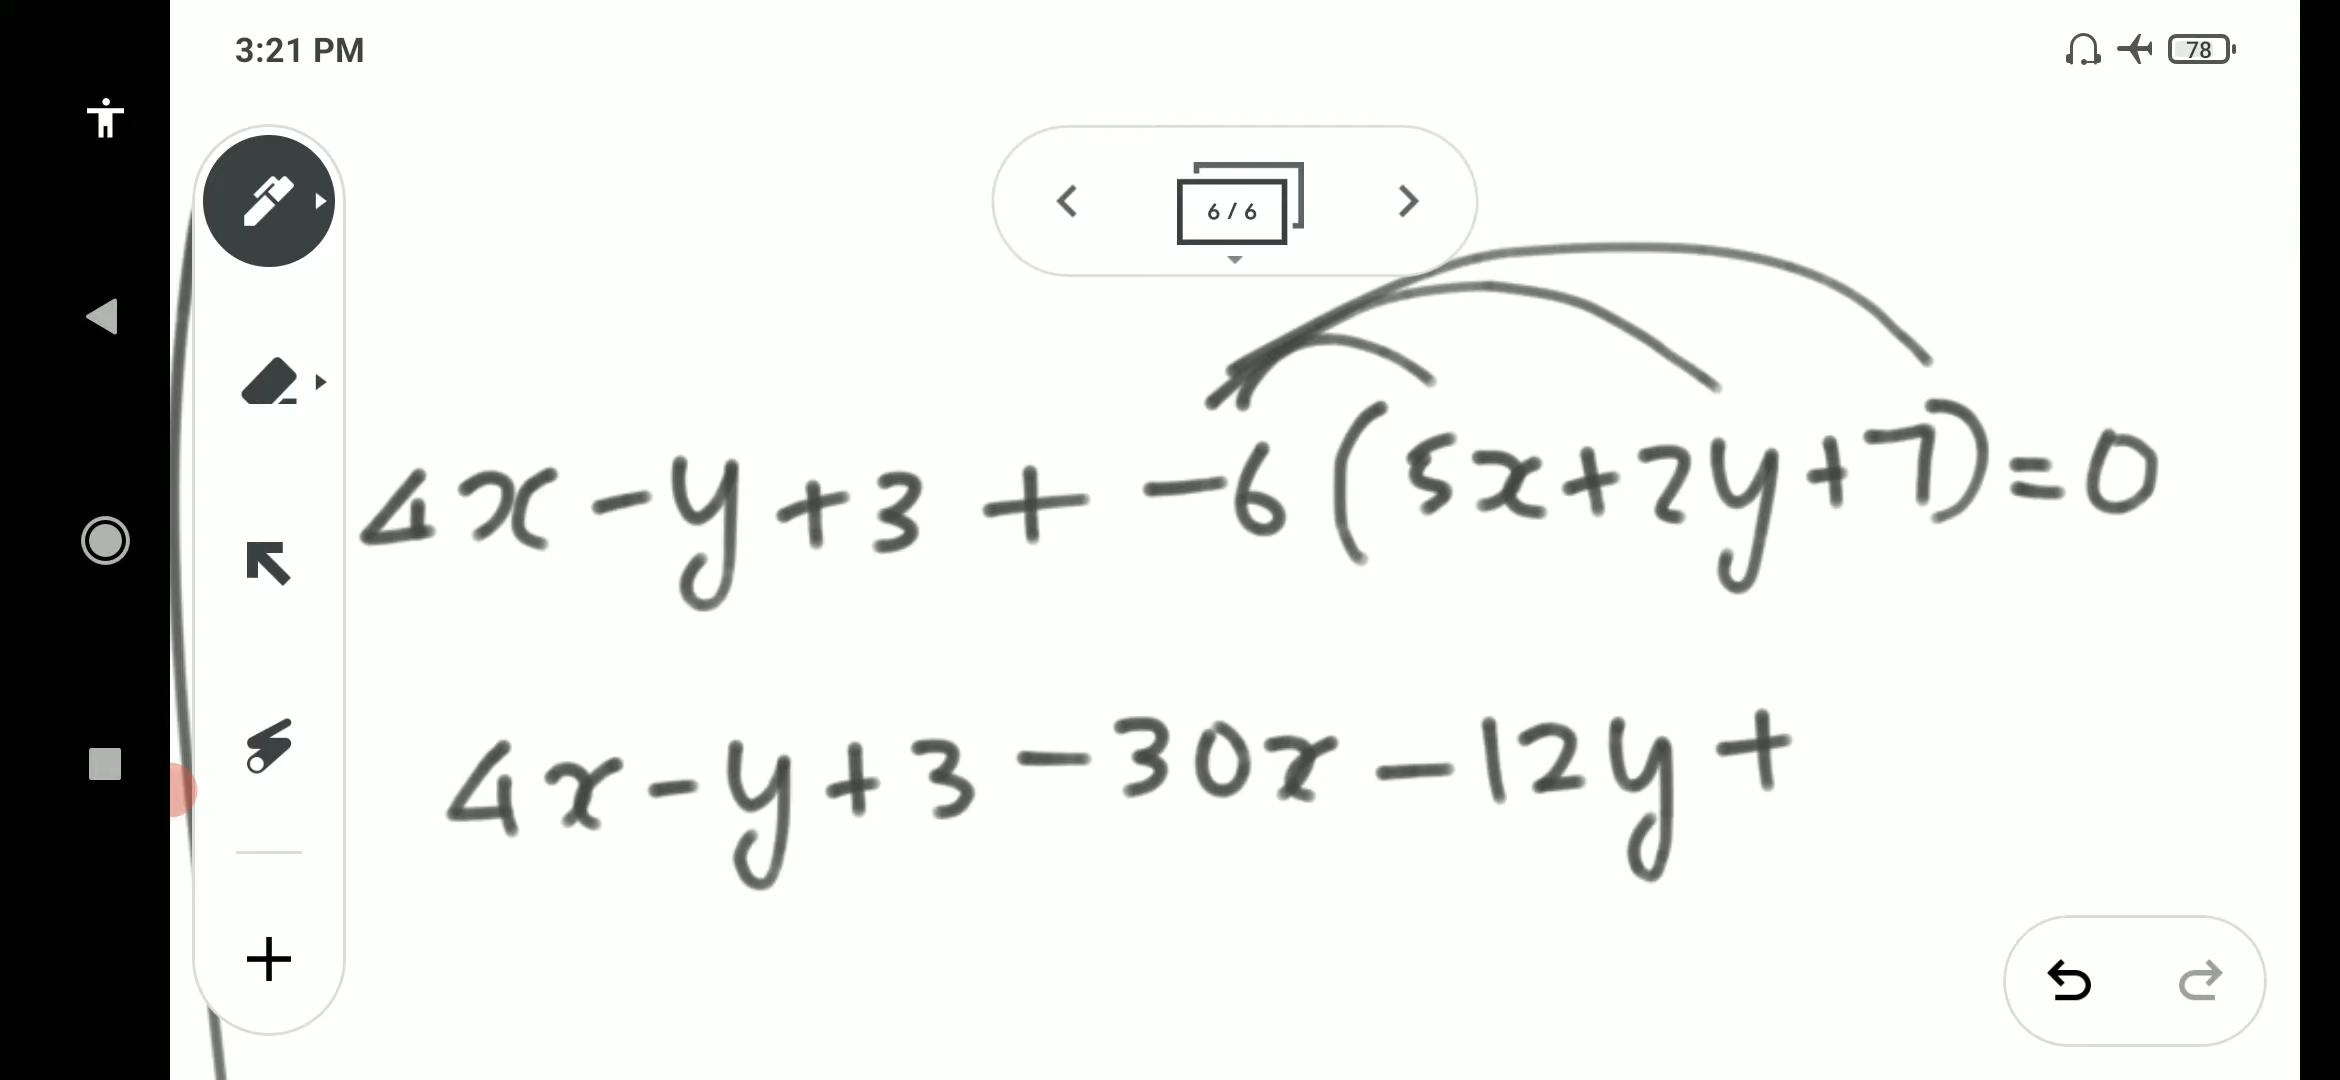 3:21 PM
78
6 / 6
4x - y + 3 + -6 ( 5x + 2y + 7 ) = 0
4x - y + 3 - 30x - 12y +